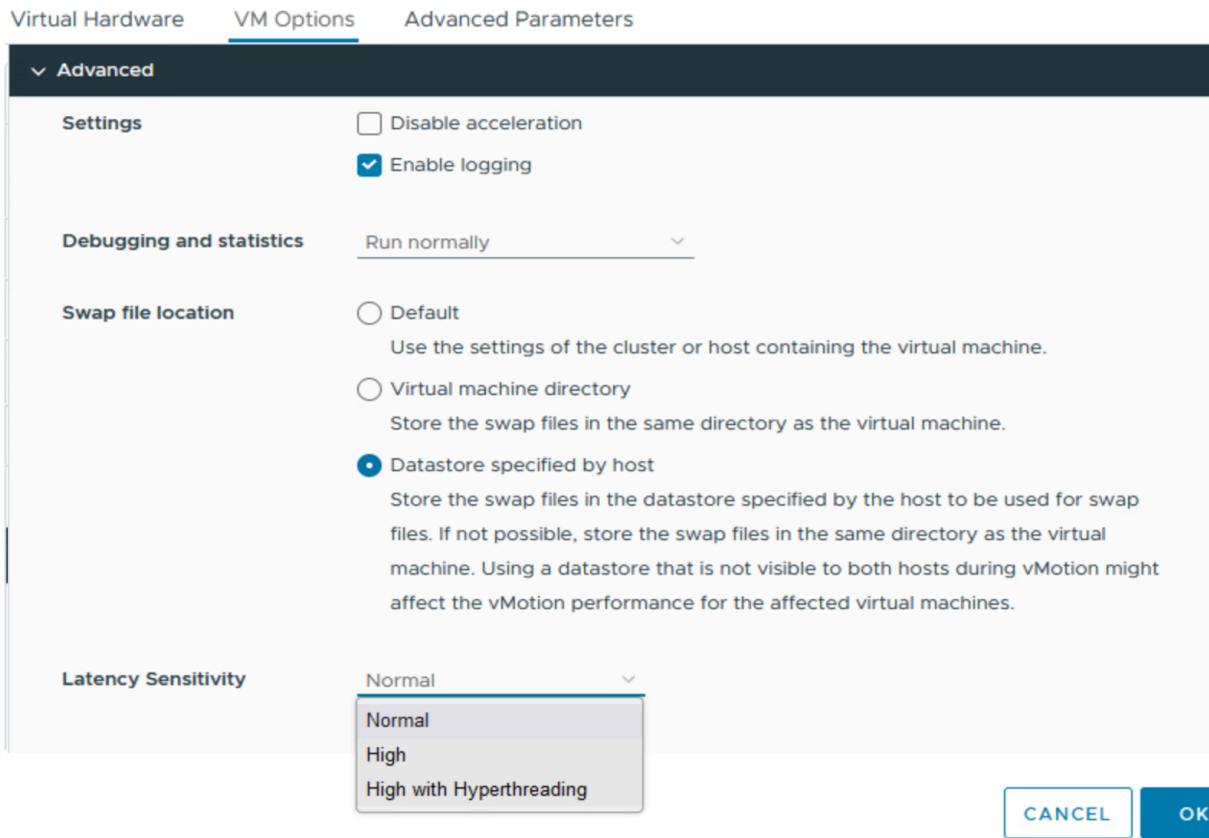 Virtual Hardware VM Options Advanced Parameters
Advanced
Settings Disable acceleration
Enable logging
Debugging and statistics Run normally
Swap file location Default
Use the settings of the cluster or host containing the virtual machine.
Virtual machine directory
Store the swap files in the same directory as the virtual machine.
Datastore specified by host
Store the swap files in the datastore specified by the host to be used for swap
files. If not possible, store the swap files in the same directory as the virtual
machine. Using a datastore that is not visible to both hosts during vMotion might
affect the vMotion performance for the affected virtual machines.
Latency Sensitivity Normal
Normal
High
High with Hyperthreading
CANCEL OK